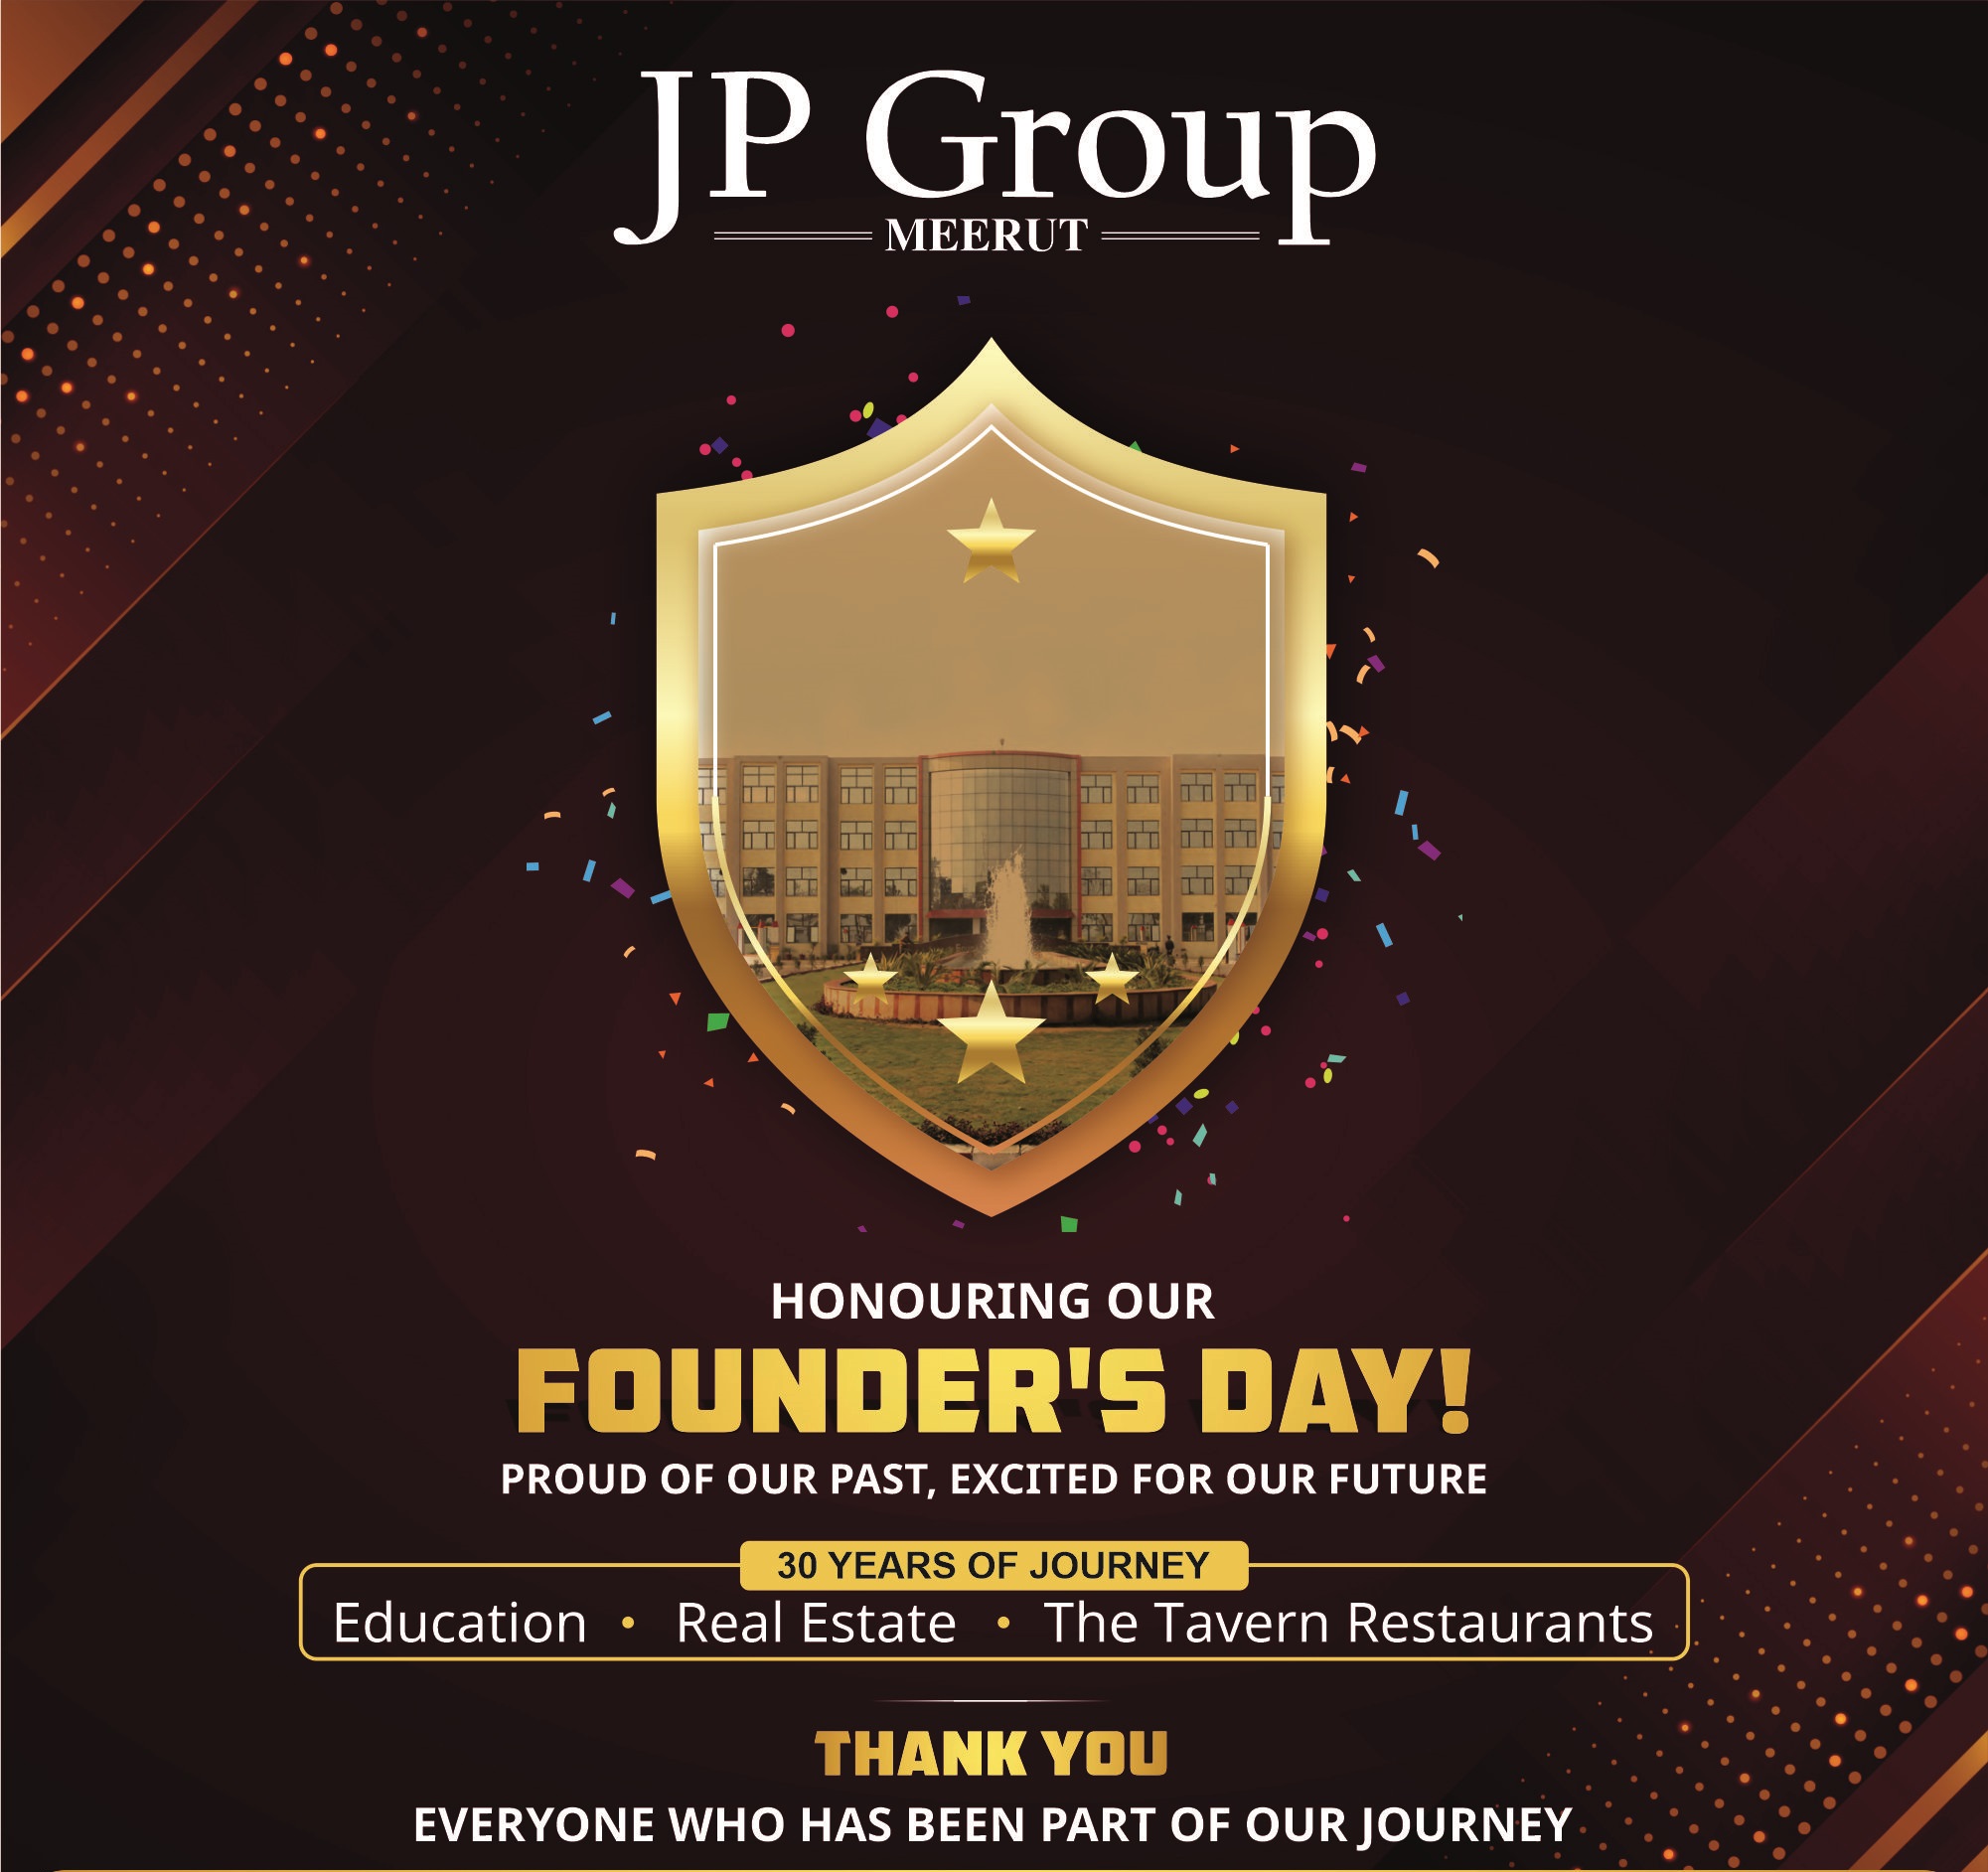 JP Group
MEERUT
HONOURING OUR
FOUNDER'S DAY!
PROUD OF OUR PAST, EXCITED FOR OUR FUTURE
30 YEARS OF JOURNEY
Education • Real Estate • The Tavern Restaurants
THANK YOU
EVERYONE WHO HAS BEEN PART OF OUR JOURNEY